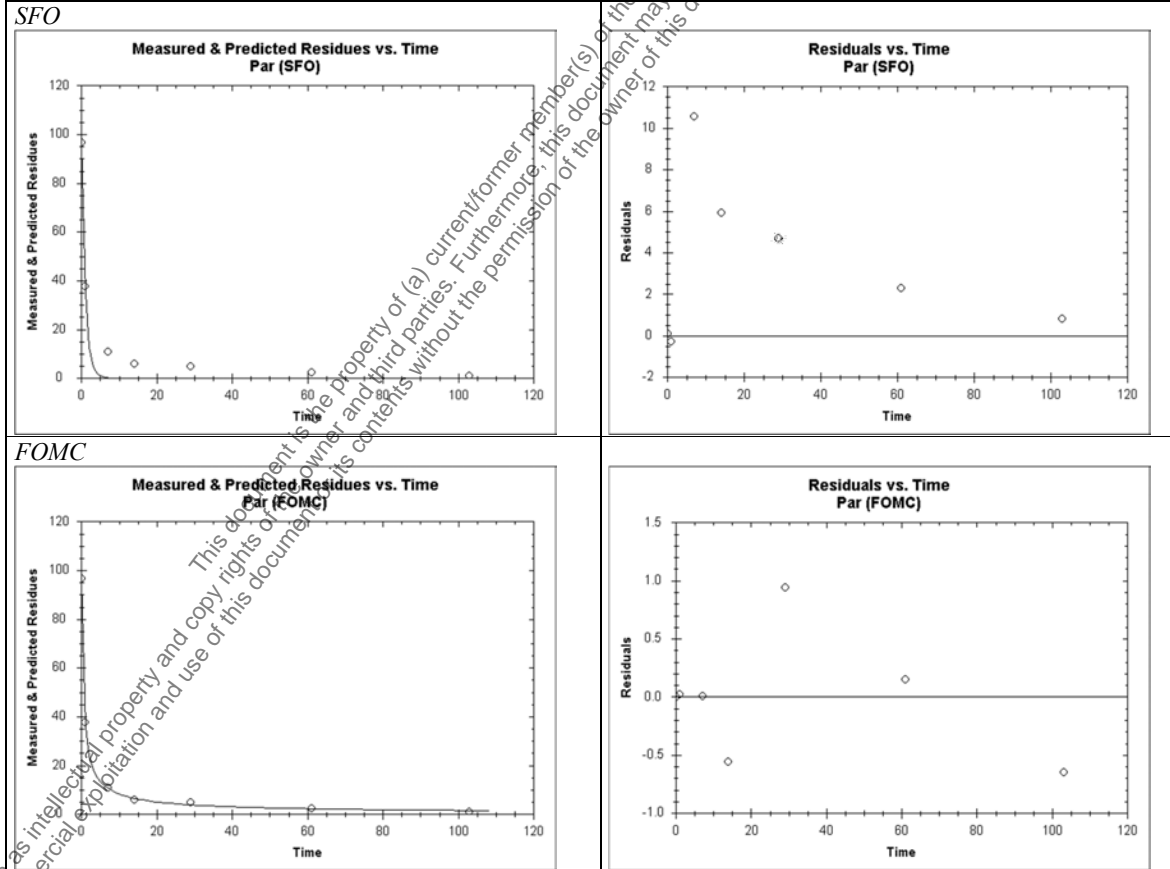 SFO
Measured & Predicted Residues vs. Time
Par (SFO)
Measured & Predicted Residues
120
100
80
60
40
20
0
0 20 40 60 80 100 120
Time
Residuals vs. Time
Par (SFO)
Residuals
12
10
8
6
4
2
0
-2
0 20 40 60 80 100 120
Time
FOMC
Measured & Predicted Residues vs. Time
Par (FOMC)
Measured & Predicted Residues
120
100
80
60
40
20
0
0 20 40 60 80 100 120
Time
Residuals vs. Time
Par (FOMC)
Residuals
1.5
1.0
0.5
0.0
-0.5
-1.0
0 20 40 60 80 100 120
Time
This document is the property of (a) current/former member(s) of the
as intellectual property and copy rights of the owner and third parties. Furthermore, this document may
exploitation and use of this document or its contents without the permission of the owner of this